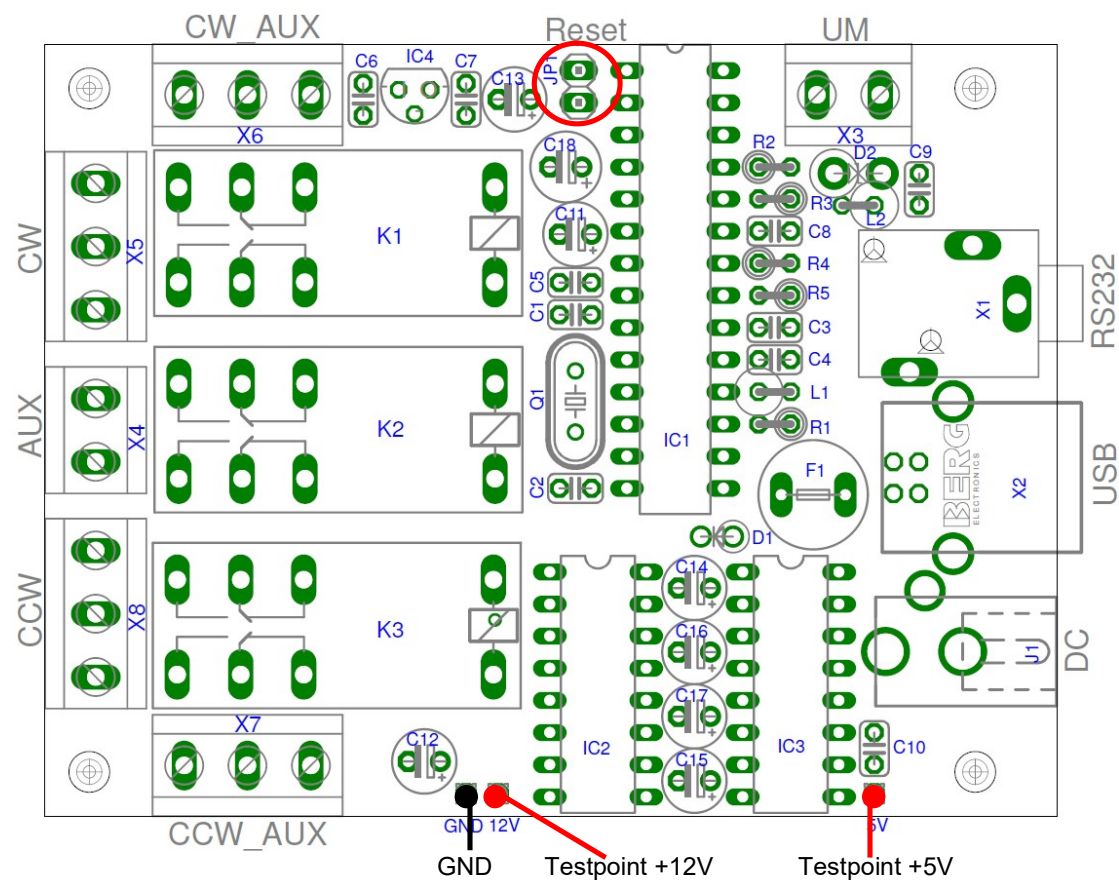 CW_AUX
Reset
UM
C6
IC4
C7
C13
JP1
X6
X3
C18
R2
D2
C9
R3
L2
CW
X5
K1
C11
C8
R4
C5
R5
X1
RS232
C1
C3
C4
AUX
X4
K2
Q1
L1
R1
IC1
F1
BERG
ELECTRONICS
X2
USB
C2
D1
C14
CCW
X8
K3
C16
J1
DC
C17
X7
C12
IC2
IC3
C10
C15
GND
12V
5V
CCW_AUX
GND
Testpoint +12V
Testpoint +5V